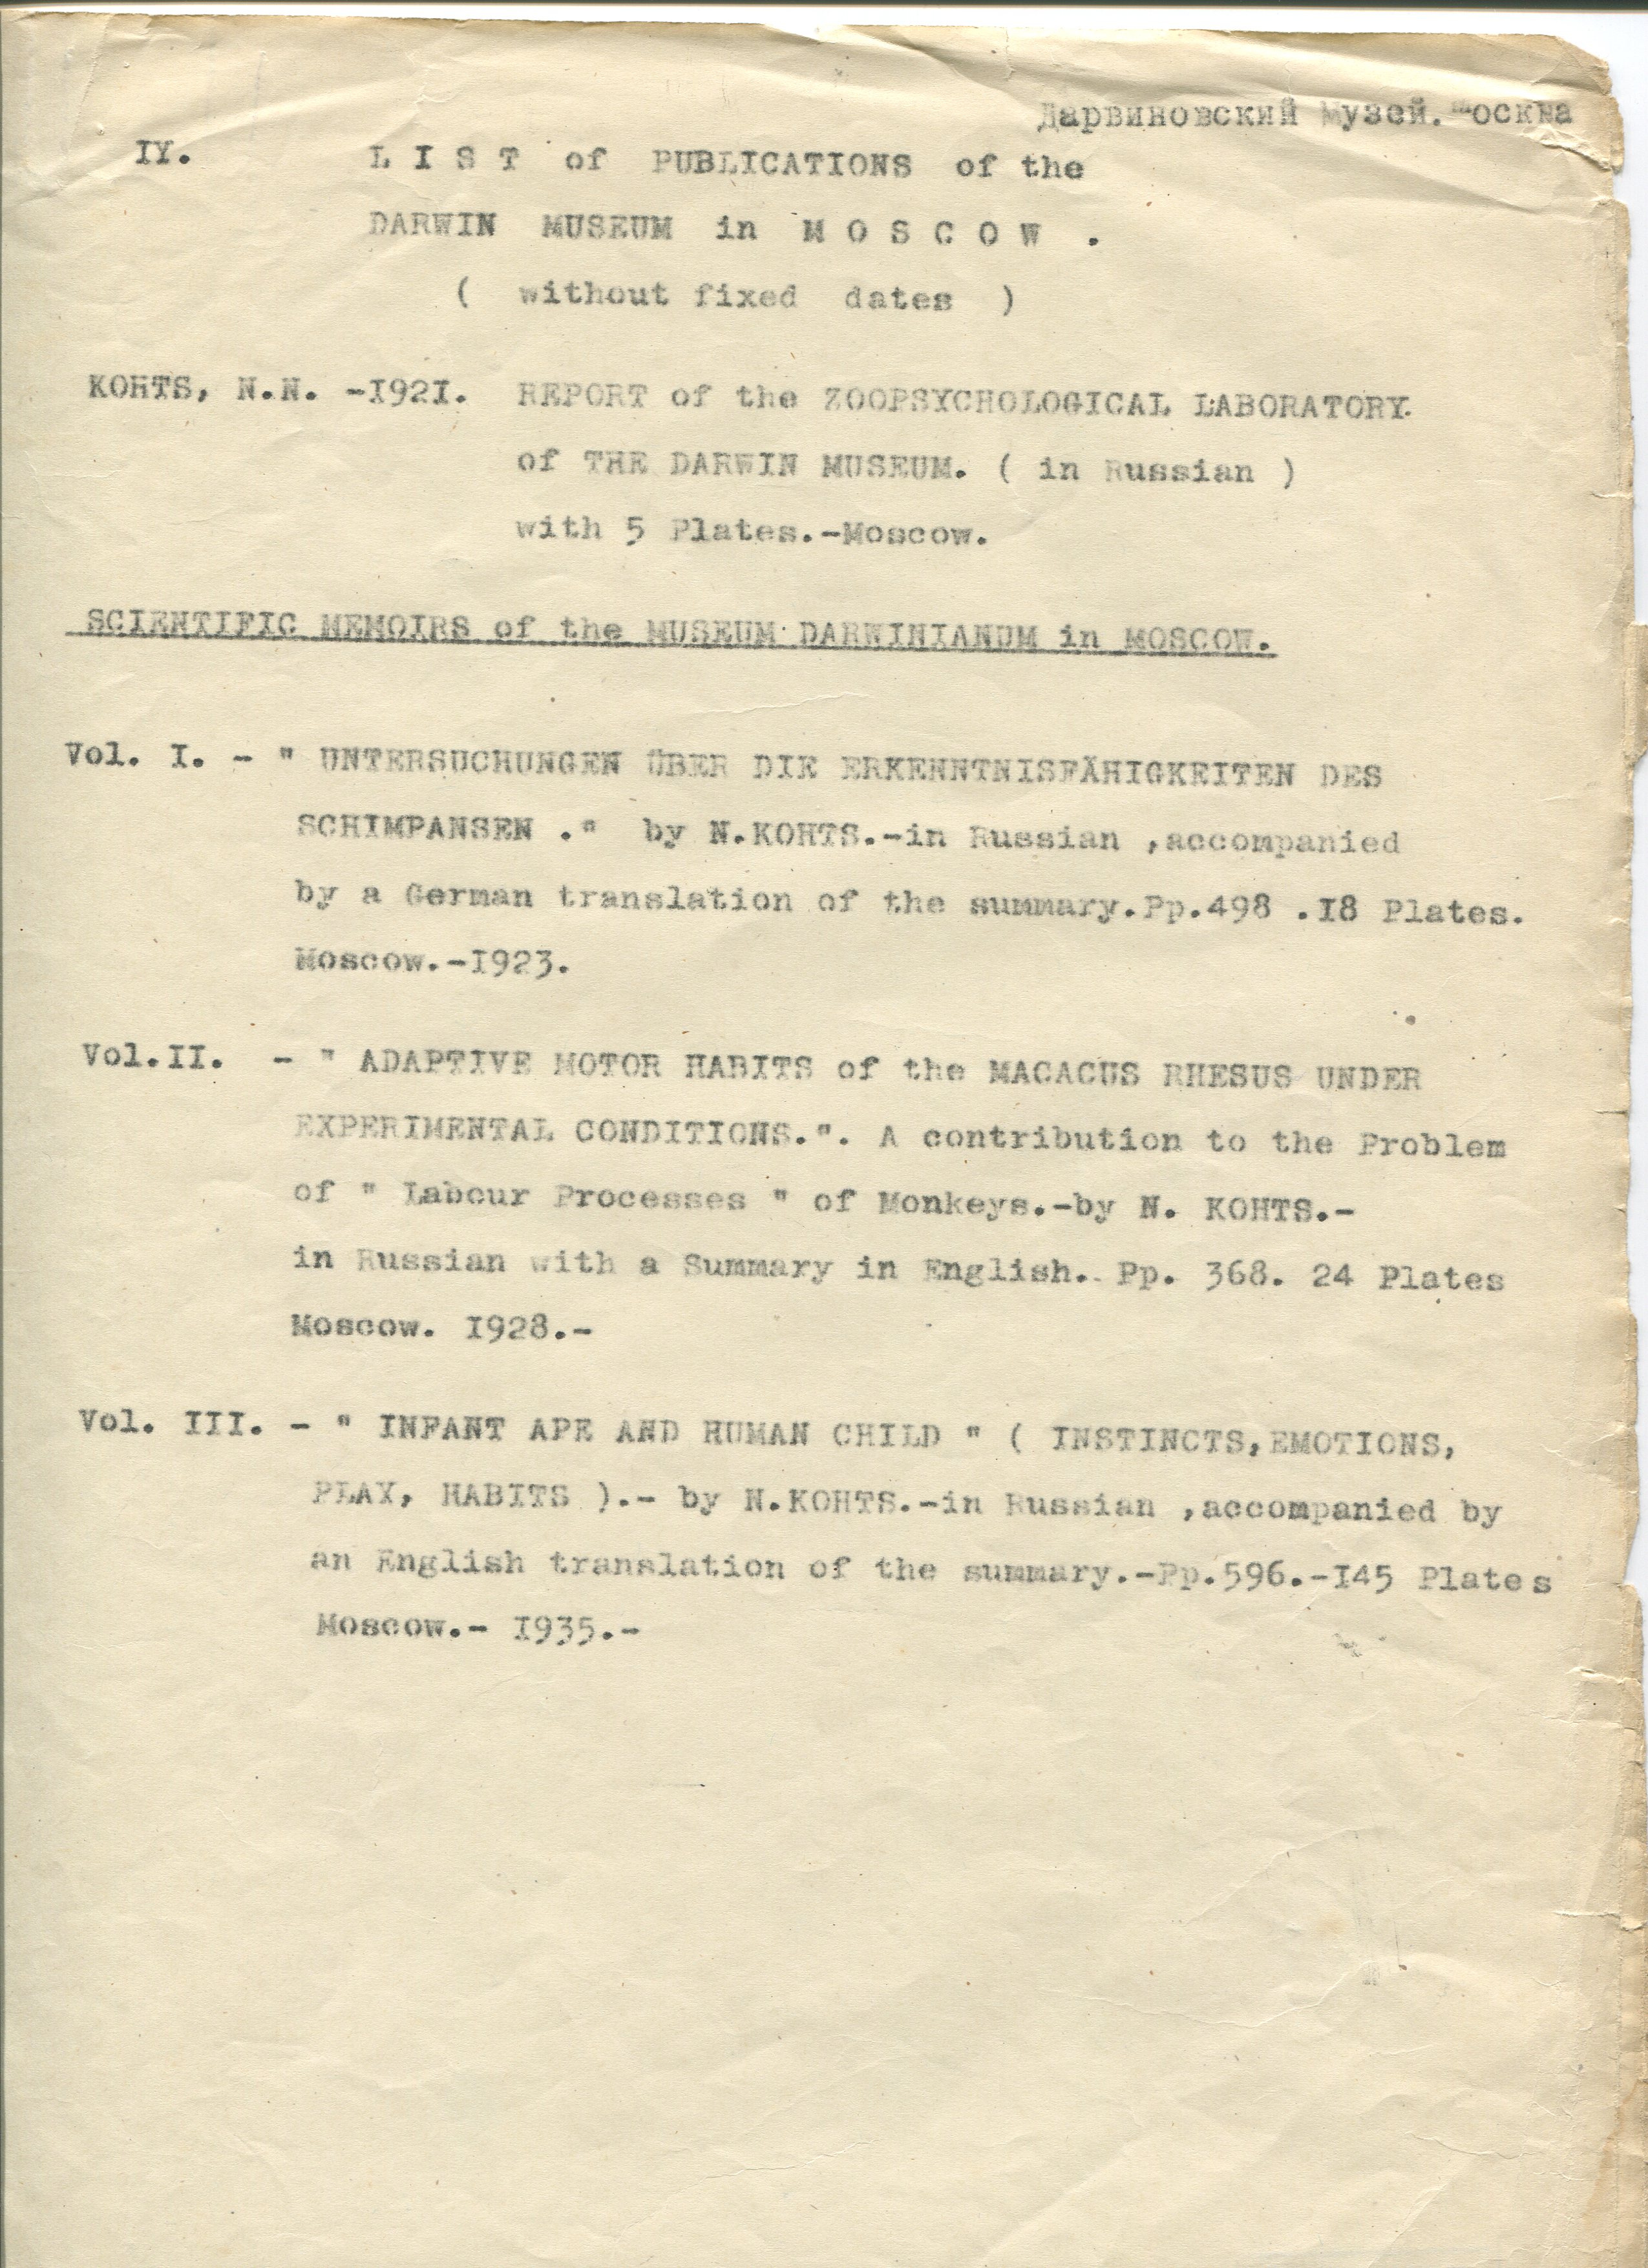 Дарвиновский Музей. Москва
IY. L I S T of PUBLICATIONS of the
DARWIN MUSEUM in M O S C O W .
( without fixed dates )
KOHTS, N.N. -I92I. REPORT of the ZOOPSYCHOLOGICAL LABORATORY.
of THE DARWIN MUSEUM. ( in Russian )
with 5 Plates.-Moscow.
SCIENTIFIC MEMOIRS of the MUSEUM DARWINIANUM in MOSCOW.
Vol. I. - " UNTERSUCHUNGEN ÜBER DIE ERKENNTNISFÄHIGKEITEN DES
SCHIMPANSEN ." by N.KOHTS.-in Russian ,accompanied
by a German translation of the summary.Pp.498 .I8 Plates.
Moscow.-I923.
Vol.II. - " ADAPTIVE MOTOR HABITS of the MACACUS RHESUS UNDER
EXPERIMENTAL CONDITIONS.". A contribution to the Problem
of " Labour Processes " of Monkeys.-by N. KOHTS.-
in Russian with a Summary in English. Pp. 368. 24 Plates
Moscow. I928.-
Vol. III. - " INFANT APE AND HUMAN CHILD " ( INSTINCTS,EMOTIONS,
PLAY, HABITS ).- by N.KOHTS.-in Russian ,accompanied by
an English translation of the summary.-Pp.596.-I45 Plates
Moscow.- I935.-